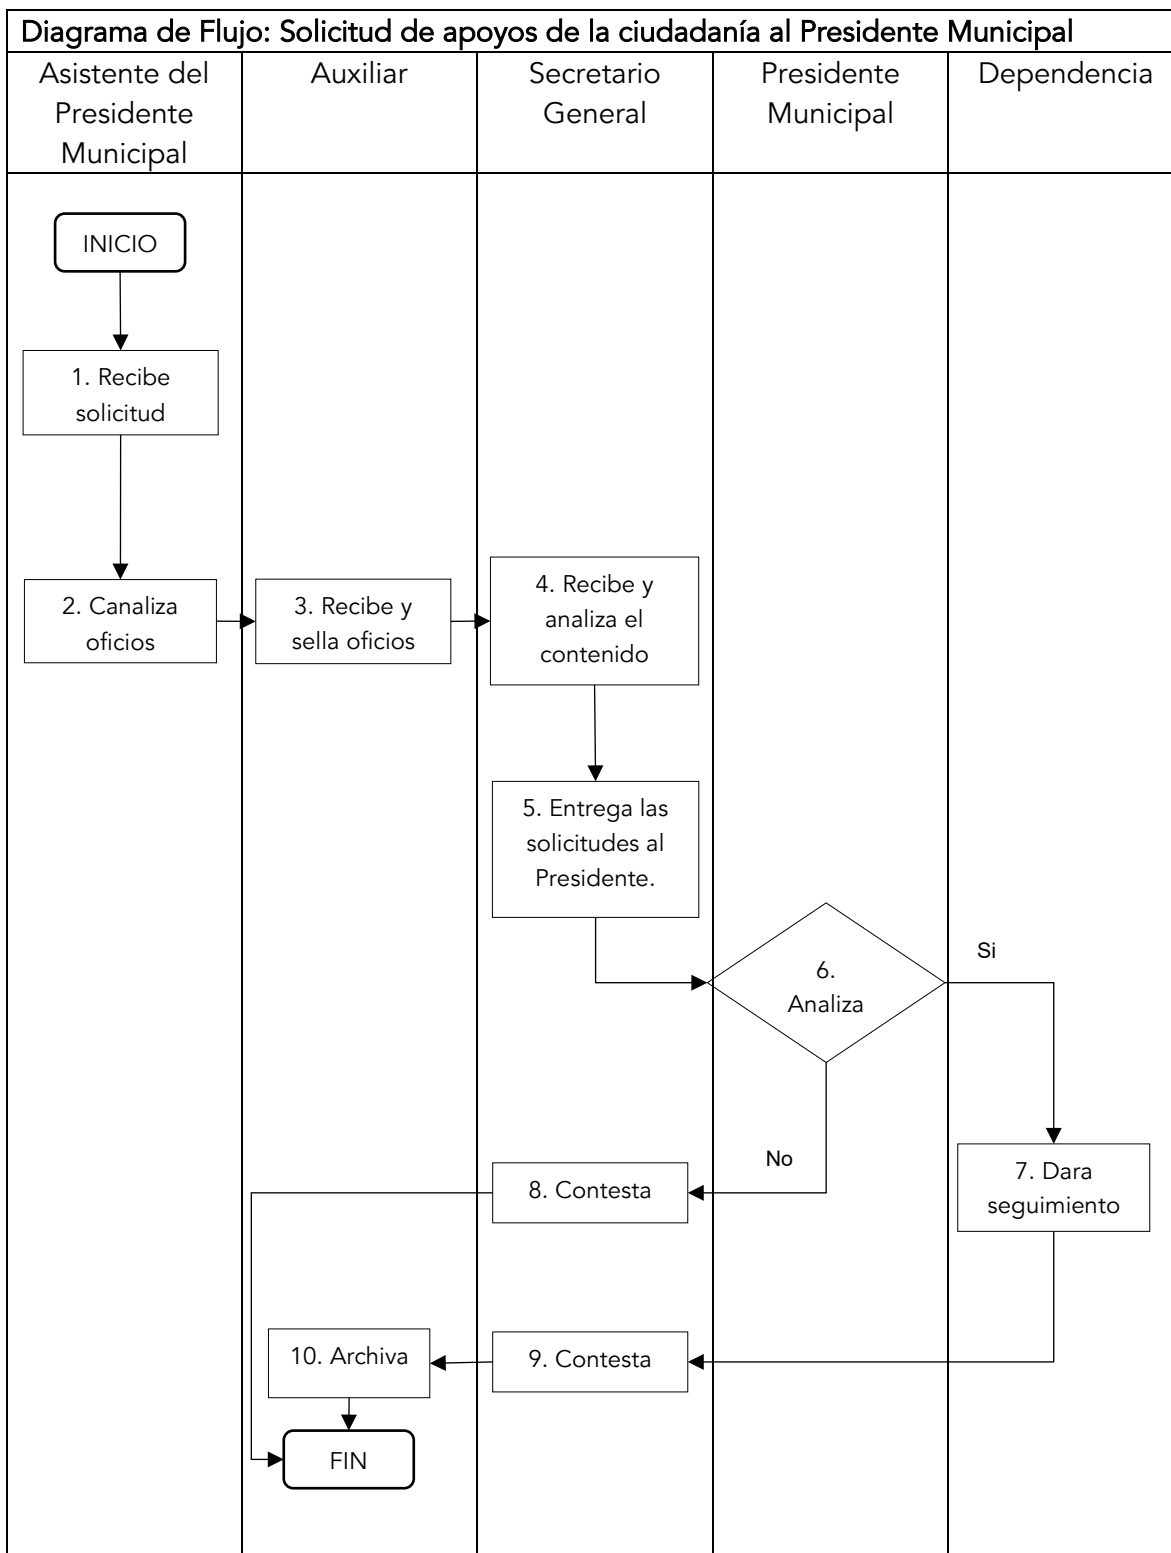 Diagrama de Flujo: Solicitud de apoyos de la ciudadanía al Presidente Municipal
Asistente del
Presidente
Municipal
Auxiliar
Secretario
General
Presidente
Municipal
Dependencia
INICIO
1. Recibe
solicitud
2. Canaliza
oficios
3. Recibe y
sella oficios
4. Recibe y
analiza el
contenido
5. Entrega las
solicitudes al
Presidente.
6.
Analiza
Si
No
7. Dara
seguimiento
8. Contesta
9. Contesta
10. Archiva
FIN